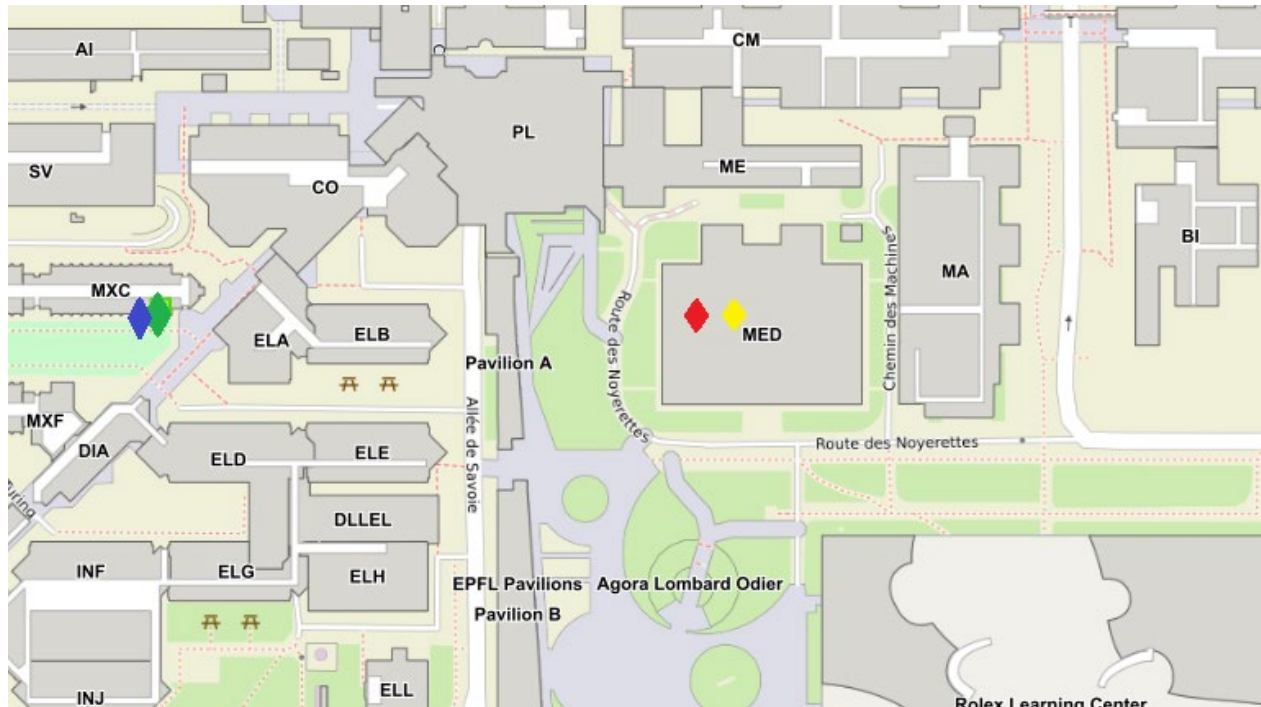 AI
CM
PL
SV
CO
ME
BI
MXC
MA
ELA
ELB
MED
Route des Noyerettes
Chemin des Machines
Pavilion A
MXF
Allée de Savoie
Route des Noyerettes
DIA
ELD
ELE
uring
DLLEL
INF
ELG
ELH
EPFL Pavilions
Agora Lombard Odier
Pavilion B
ELL
INJ
Rolex Learning Center